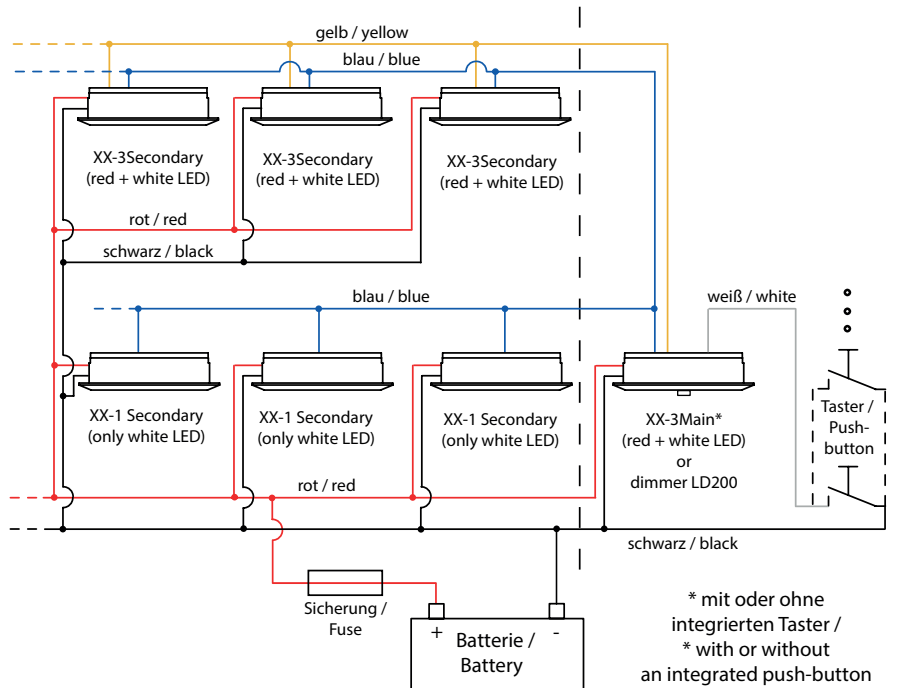 gelb / yellow
blau / blue
XX-3Secondary
(red + white LED)
XX-3Secondary
(red + white LED)
XX-3Secondary
(red + white LED)
rot / red
schwarz / black
blau / blue
weiß / white
XX-1 Secondary
(only white LED)
XX-1 Secondary
(only white LED)
XX-1 Secondary
(only white LED)
XX-3Main*
(red + white LED)
or
dimmer LD200
Taster /
Push-
button
rot / red
schwarz / black
Sicherung /
Fuse
+
-
Batterie /
Battery
* mit oder ohne
integrierten Taster /
* with or without
an integrated push-button